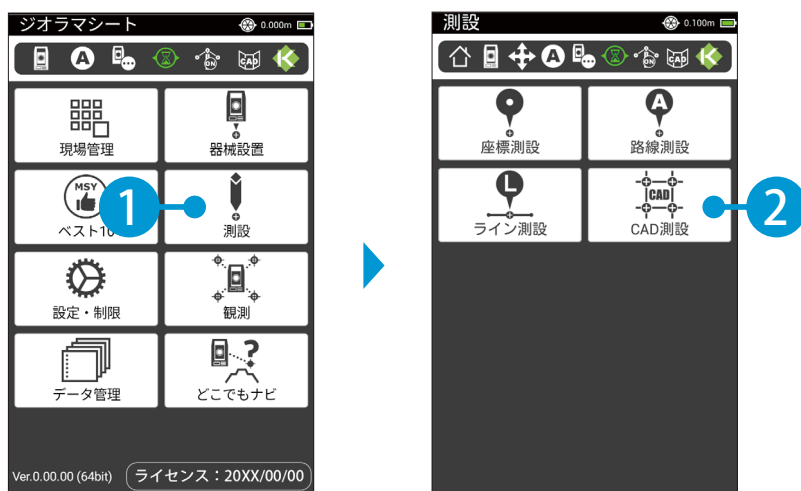 ジオラマシート
0.000m
A
ON
CAD
現場管理
器械設置
MSY
ベスト10
1
測設
設定・制限
観測
?
データ管理
どこでもナビ
Ver.0.00.00 (64bit)
ライセンス：20XX/00/00
測設
0.100m
A
ON
CAD
座標測設
A
路線測設
L
ライン測設
CAD
CAD測設
2